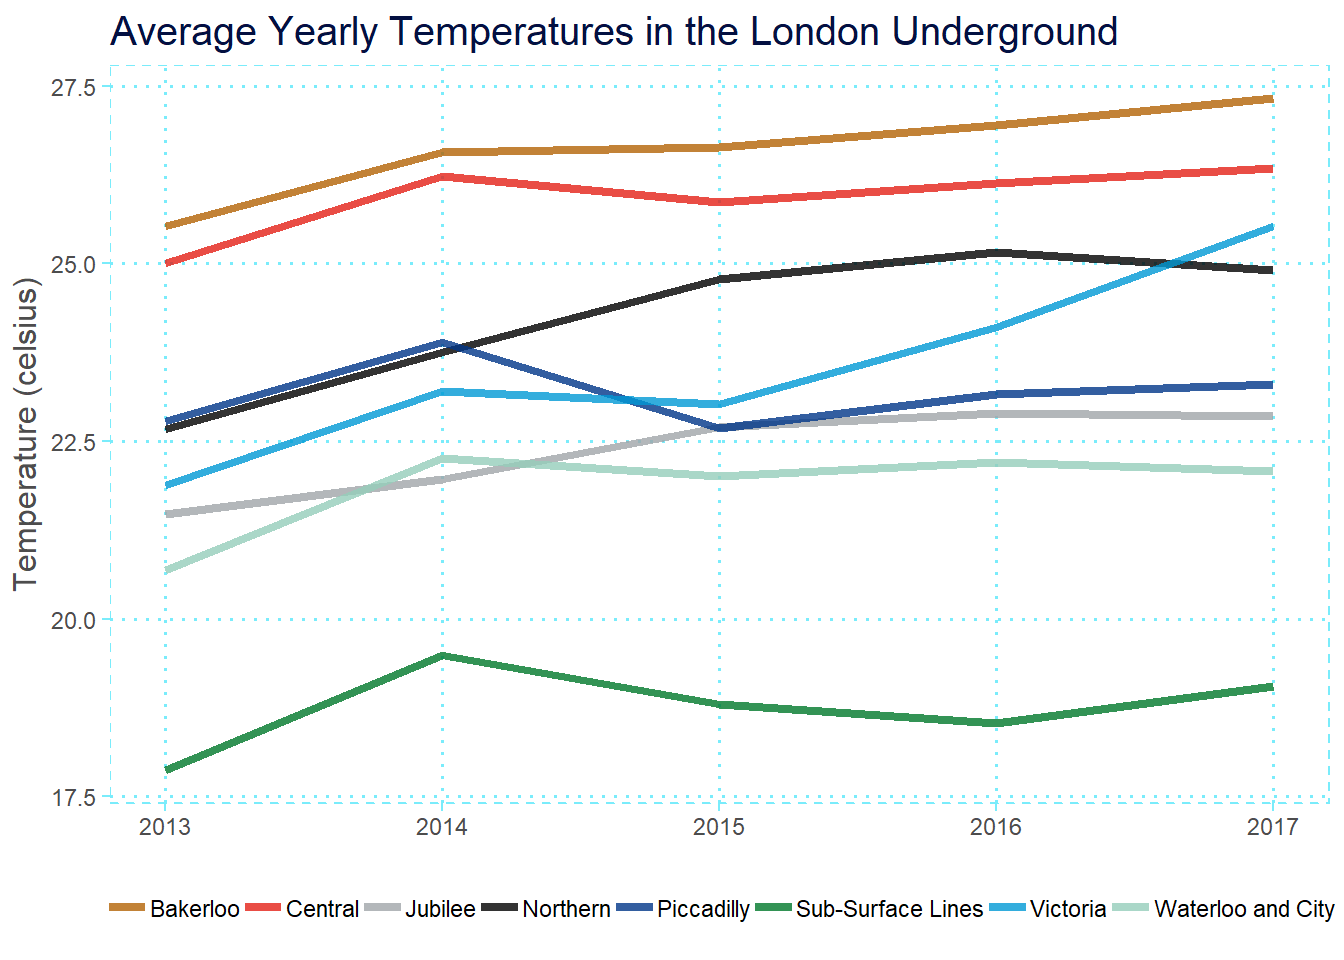 Average Yearly Temperatures in the London Underground
27.5
25.0
22.5
20.0
17.5
Temperature (celsius)
2013 2014 2015 2016 2017
Bakerloo Central Jubilee Northern Piccadilly Sub-Surface Lines Victoria Waterloo and City